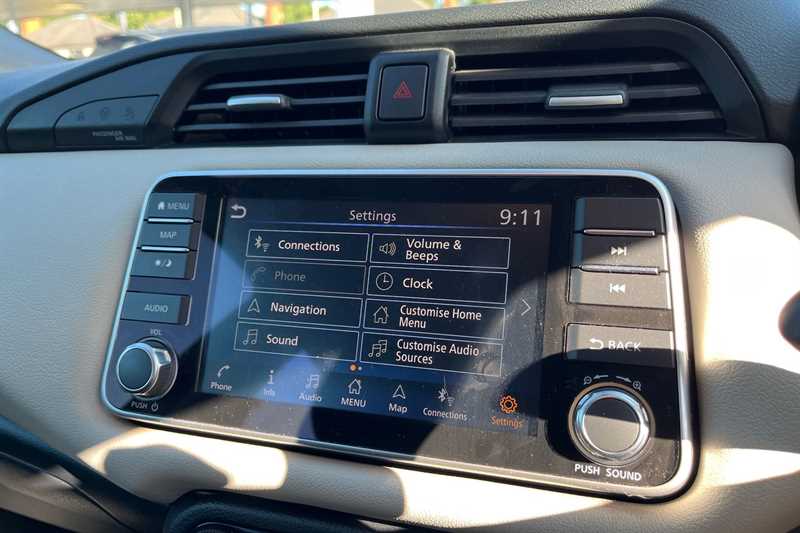 PASSENGER
AIR BAG
MENU
MAP
AUDIO
VOL
PUSH
Settings
9:11
Connections
Volume &
Beeps
Phone
Clock
Navigation
Customise Home
Menu
Sound
Customise Audio
Sources
Phone
Info
Audio
MENU
Map
Connections
Settings
BACK
PUSH SOUND